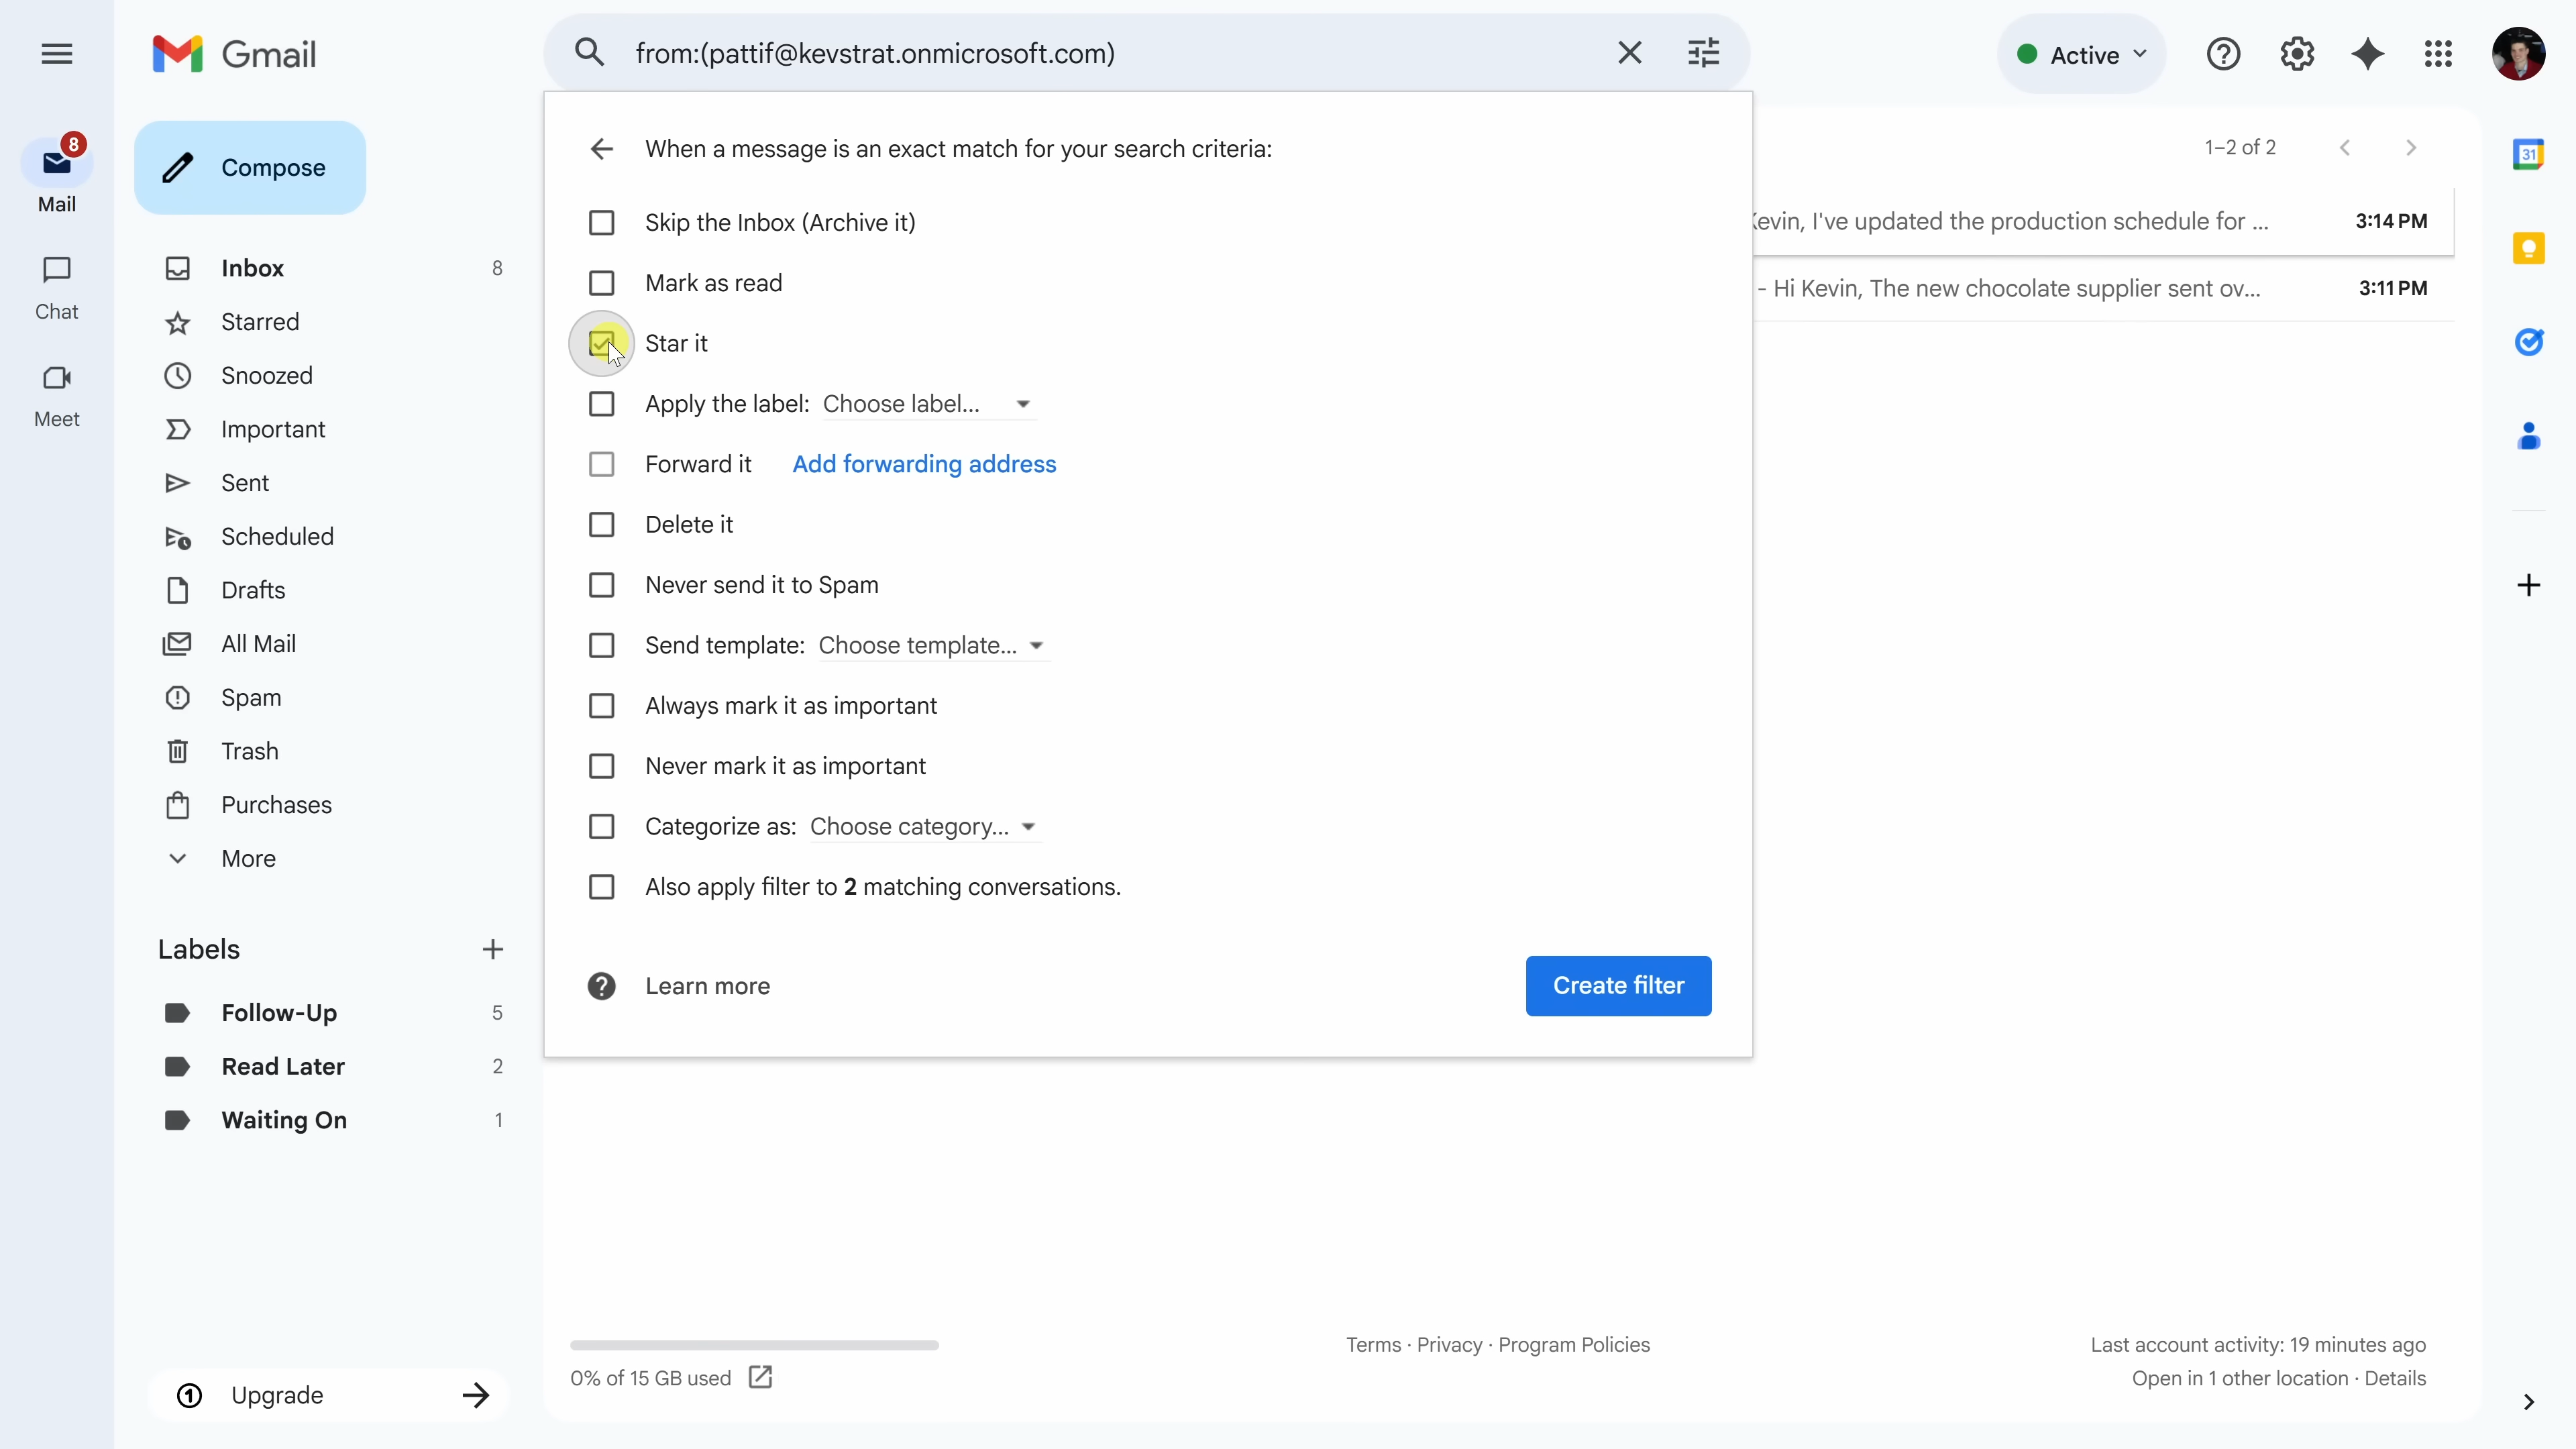 Gmail
from:(pattif@kevstrat.onmicrosoft.com)
Active
8
Mail
Chat
Meet
Compose
Inbox 8
Starred
Snoozed
Important
Sent
Scheduled
Drafts
All Mail
Spam
Trash
Purchases
More
Labels
Follow-Up 5
Read Later 2
Waiting On 1
Upgrade
When a message is an exact match for your search criteria:
Skip the Inbox (Archive it)
Mark as read
Star it
Apply the label: Choose label...
Forward it Add forwarding address
Delete it
Never send it to Spam
Send template: Choose template...
Always mark it as important
Never mark it as important
Categorize as: Choose category...
Also apply filter to 2 matching conversations.
Learn more
Create filter
1–2 of 2
Kevin, I've updated the production schedule for ... 3:14 PM
- Hi Kevin, The new chocolate supplier sent ov... 3:11 PM
31
0% of 15 GB used
Terms · Privacy · Program Policies
Last account activity: 19 minutes ago
Open in 1 other location · Details